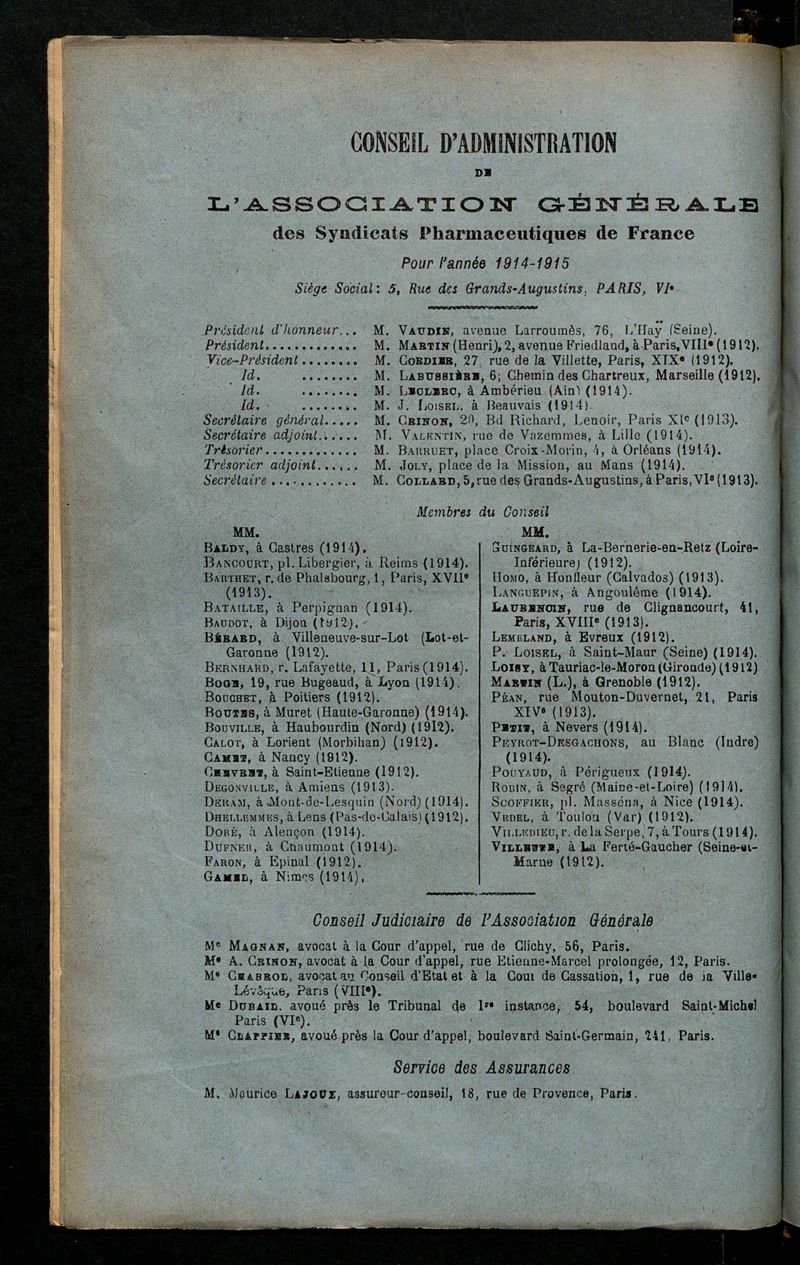 CONSEIL D'ADMINISTRATION
DE
L'ASSOCIATION GÉNÉRALE
des Syndicats Pharmaceutiques de France
Pour l'année 1914-1915
Siège Social: 5, Rue des Grands-Augustins, PARIS, VIe
Président d'honneur... M. VAUDIN, avenue Larroumès, 76, L'Haÿ (Seine).
Président............. M. MARTIN (Henri), 2, avenue Friedland, à Paris, VIIIe (1912).
Vice-Président........ M. CORDIER, 27, rue de la Villette, Paris, XIXe (1912).
Id. ........ M. LABUSSIÈRE, 6, Chemin des Chartreux, Marseille (1912).
Id. ........ M. LECLERC, à Ambérieu (Ain) (1914).
Id. ........ M. J. LOISEL, à Beauvais (1914).
Secrétaire général..... M. CRINON, 20, Bd Richard, Lenoir, Paris XIe (1913).
Secrétaire adjoint...... M. VALENTIN, rue de Vazemmes, à Lille (1914).
Trésorier............. M. BARRUET, place Croix-Morin, 4, à Orléans (1914).
Trésorier adjoint...... M. JOLY, place de la Mission, au Mans (1914).
Secrétaire............ M. COLLARD, 5, rue des Grands-Augustins, à Paris, VIe (1913).
Membres du Conseil
MM.
BALDY, à Castres (1914).
BANCOURT, pl. Libergier, à Reims (1914).
BARTHET, r. de Phalsbourg, 1, Paris, XVIIe
(1913).
BATAILLE, à Perpignan (1914).
BAUDOT, à Dijon (1912).
BÉRARD, à Villeneuve-sur-Lot (Lot-et-
Garonne (1912).
BERNHARD, r. Lafayette, 11, Paris (1914).
BOGE, 19, rue Bugeaud, à Lyon (1914).
BOUCHET, à Poitiers (1912).
BOUTES, à Muret (Haute-Garonne) (1914).
BOUVILLE, à Haubourdin (Nord) (1912).
CALOT, à Lorient (Morbihan) (1912).
CAMET, à Nancy (1912).
CHEVRET, à Saint-Etienne (1912).
DEGONVILLE, à Amiens (1913).
DERAM, à Mont-de-Lesquin (Nord) (1914).
DHELLEMMES, à Lens (Pas-de-Calais) (1912).
DORÉ, à Alençon (1914).
DUFNER, à Chaumont (1914).
FARON, à Epinal (1912).
GAMEL, à Nimes (1914).
MM.
GUINGEARD, à La-Bernerie-en-Retz (Loire-
Inférieure) (1912).
HOMO, à Honfleur (Calvados) (1913).
LANGUEPIN, à Angoulême (1914).
LAURENCIN, rue de Clignancourt, 41,
Paris, XVIIIe (1913).
LEMELAND, à Evreux (1912).
P. LOISEL, à Saint-Maur (Seine) (1914).
LOISY, à Tauriac-le-Moron (Gironde) (1912)
MARTIN (L.), à Grenoble (1912).
PÉAN, rue Mouton-Duvernet, 21, Paris
XIVe (1913).
PETIT, à Nevers (1914).
PEYROT-DESGACHONS, au Blanc (Indre)
(1914).
POUYAUD, à Périgueux (1914).
ROBIN, à Segré (Maine-et-Loire) (1914).
SCOFFIER, pl. Masséna, à Nice (1914).
VEDEL, à Toulon (Var) (1912).
VILLEDIEU, r. de la Serpe, 7, à Tours (1914).
VILLETTE, à La Ferté-Gaucher (Seine-et-
Marne (1912).
Conseil Judiciaire de l'Association Générale
Me MAGNAN, avocat à la Cour d'appel, rue de Clichy, 56, Paris.
Me A. CRINON, avocat à la Cour d'appel, rue Etienne-Marcel prolongée, 12, Paris.
Me CHABROL, avocat au Conseil d'Etat et à la Cour de Cassation, 1, rue de la Ville-
Lévêque, Paris (VIIIe).
Me DUBAIL, avoué près le Tribunal de 1re instance, 54, boulevard Saint-Michel
Paris (VIe).
Me CLAPPIER, avoué près la Cour d'appel, boulevard Saint-Germain, 241, Paris.
Service des Assurances
M. Maurice LAJOUX, assureur-conseil, 18, rue de Provence, Paris.